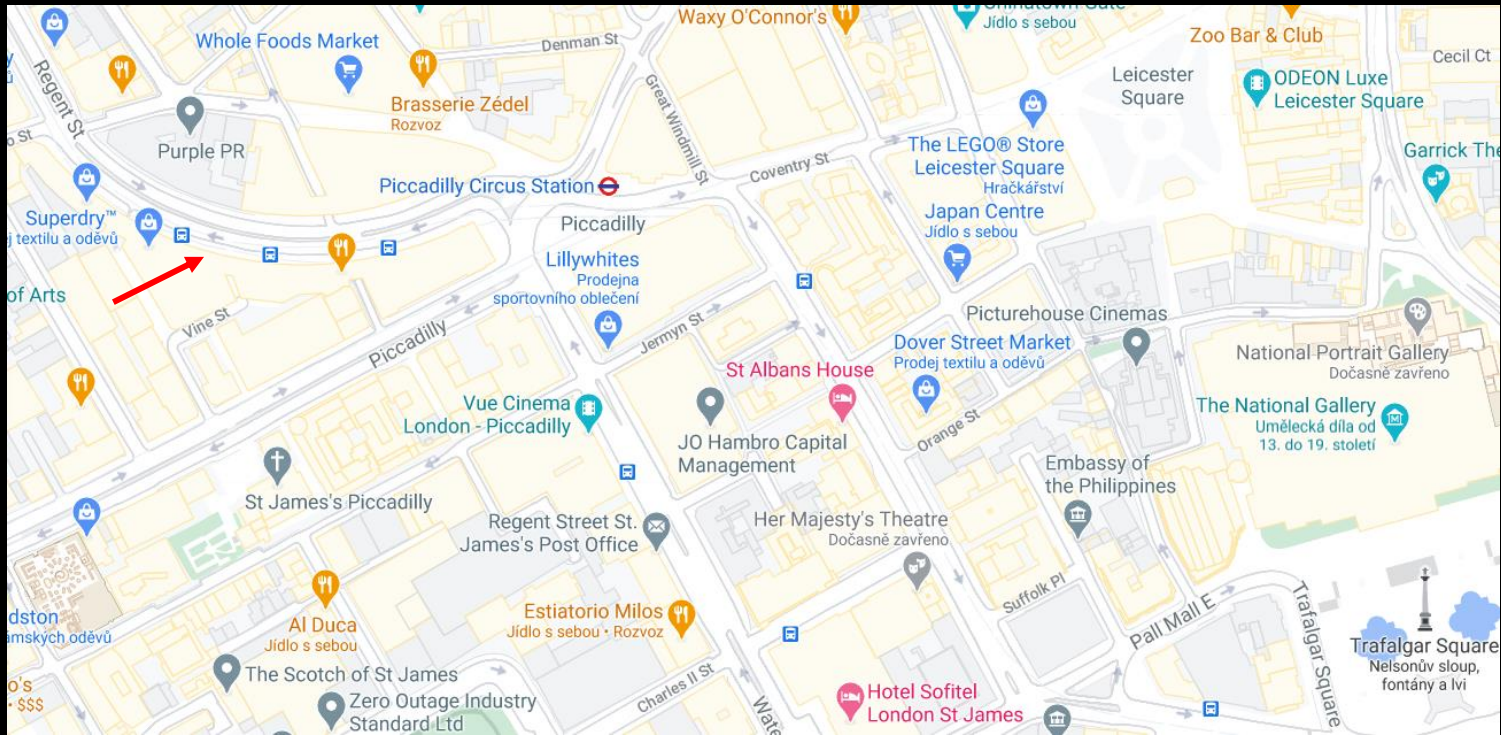 Waxy O'Connor's
Chinatown Gate
Jídlo s sebou
Zoo Bar & Club
Whole Foods Market
Denman St
Cecil Ct
Regent St
Brasserie Zédel
Rozvoz
Great Windmill St
Leicester
Square
ODEON Luxe
Leicester Square
o St
Purple PR
The LEGO® Store
Leicester Square
Hračkářství
Garrick The
Coventry St
Piccadilly Circus Station
Superdry™
j textilu a oděvů
Piccadilly
Japan Centre
Jídlo s sebou
Lillywhites
Prodejna
sportovního oblečení
of Arts
Vine St
Piccadilly
Jermyn St
Picturehouse Cinemas
Dover Street Market
Prodej textilu a oděvů
National Portrait Gallery
Dočasně zavřeno
St Albans House
Vue Cinema
London - Piccadilly
The National Gallery
Umělecká díla od
13. do 19. století
JO Hambro Capital
Management
Orange St
Embassy of
the Philippines
St James's Piccadilly
Regent Street St.
James's Post Office
Her Majesty's Theatre
Dočasně zavřeno
Suffolk Pl
Pall Mall E
Trafalgar Square
dston
ámských oděvů
Al Duca
Jídlo s sebou
Estiatorio Milos
Jídlo s sebou • Rozvoz
Trafalgar Square
Nelsonův sloup,
fontány a lvi
The Scotch of St James
Charles II St
o's
• $$$
Zero Outage Industry
Standard Ltd
Wate
Hotel Sofitel
London St James